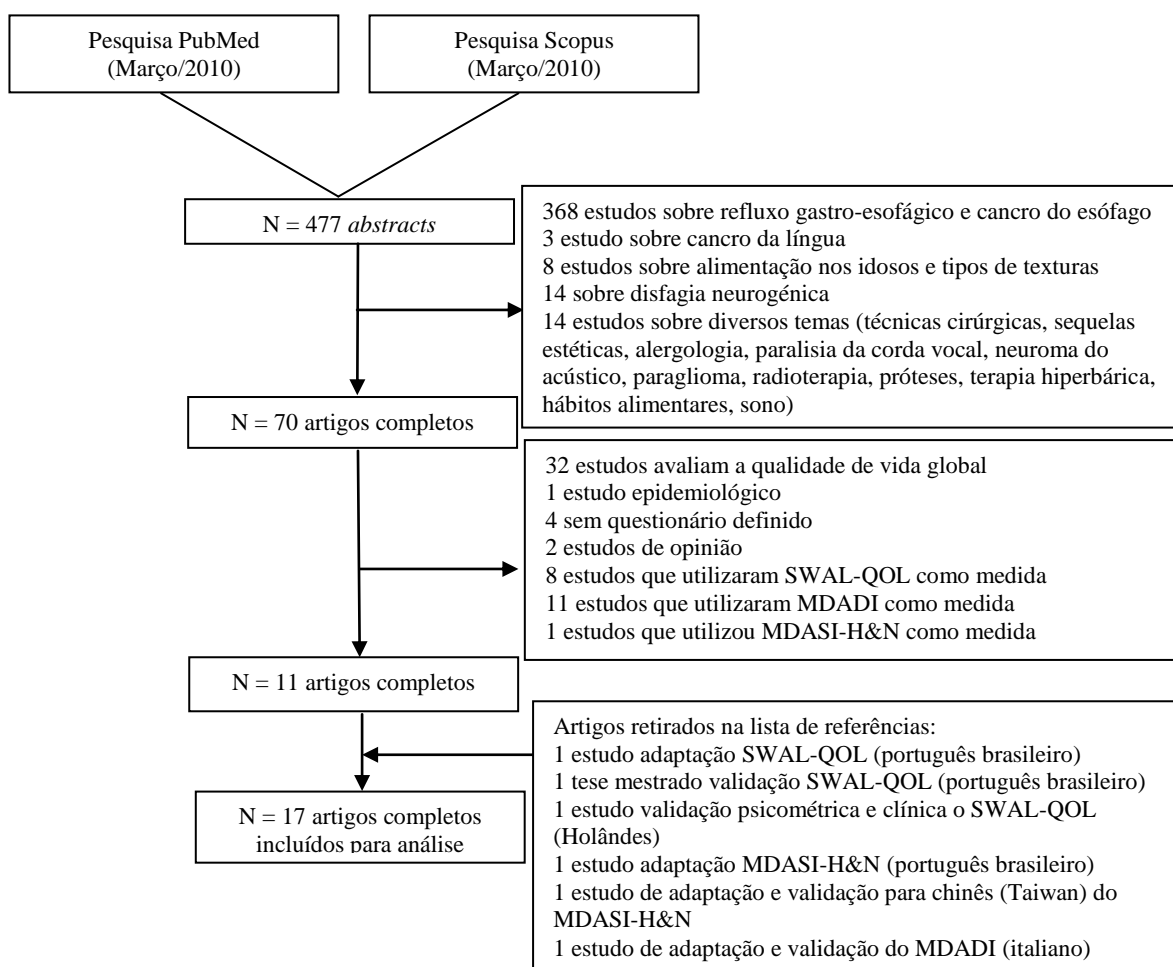 Pesquisa PubMed
(Março/2010)
Pesquisa Scopus
(Março/2010)
N = 477 abstracts
368 estudos sobre refluxo gastro-esofágico e cancro do esófago
3 estudo sobre cancro da língua
8 estudos sobre alimentação nos idosos e tipos de texturas
14 sobre disfagia neurogénica
14 estudos sobre diversos temas (técnicas cirúrgicas, sequelas
estéticas, alergologia, paralisia da corda vocal, neuroma do
acústico, paraglioma, radioterapia, próteses, terapia hiperbárica,
hábitos alimentares, sono)
N = 70 artigos completos
32 estudos avaliam a qualidade de vida global
1 estudo epidemiológico
4 sem questionário definido
2 estudos de opinião
8 estudos que utilizaram SWAL-QOL como medida
11 estudos que utilizaram MDADI como medida
1 estudos que utilizou MDASI-H&N como medida
N = 11 artigos completos
Artigos retirados na lista de referências:
1 estudo adaptação SWAL-QOL (português brasileiro)
1 tese mestrado validação SWAL-QOL (português brasileiro)
1 estudo validação psicométrica e clínica o SWAL-QOL
(Holândes)
1 estudo adaptação MDASI-H&N (português brasileiro)
1 estudo de adaptação e validação para chinês (Taiwan) do
MDASI-H&N
1 estudo de adaptação e validação do MDADI (italiano)
N = 17 artigos completos
incluídos para análise